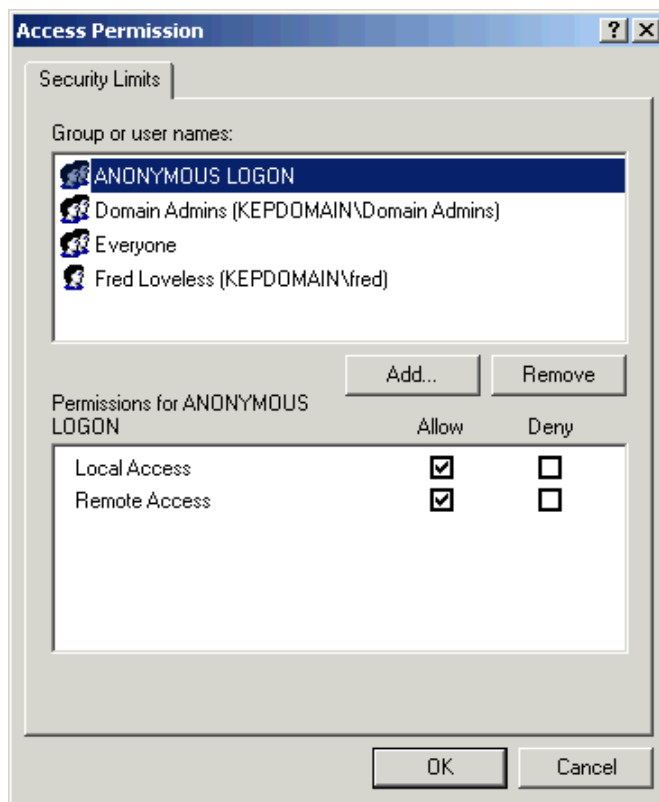 Access Permission
Security Limits
Group or user names:
ANONYMOUS LOGON
Domain Admins (KEPDOMAIN\Domain Admins)
Everyone
Fred Loveless (KEPDOMAIN\fred)
Add... Remove
Permissions for ANONYMOUS
LOGON Allow Deny
Local Access
Remote Access
OK Cancel